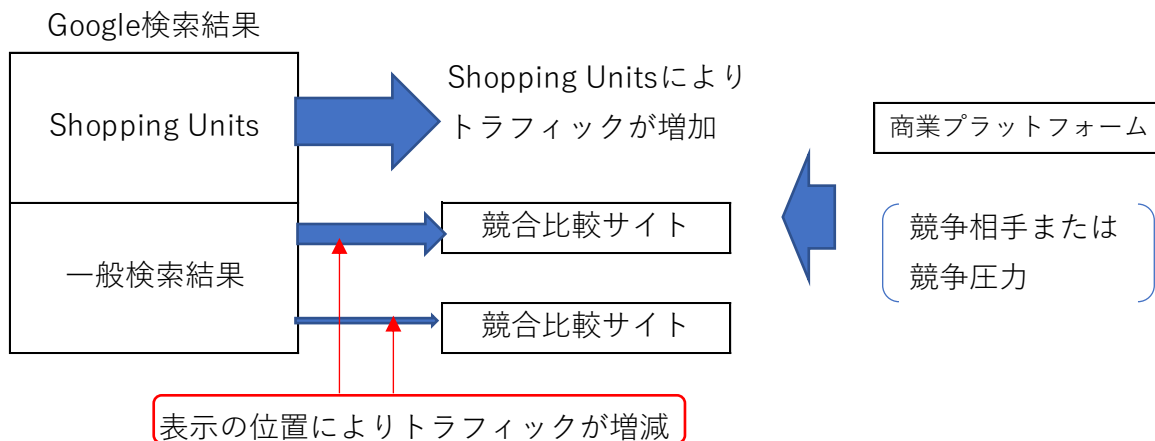 Google検索結果
Shopping Units
Shopping Unitsにより
トラフィックが増加
商業プラットフォーム
競合比較サイト
競争相手または
競争圧力
一般検索結果
競合比較サイト
表示の位置によりトラフィックが増減